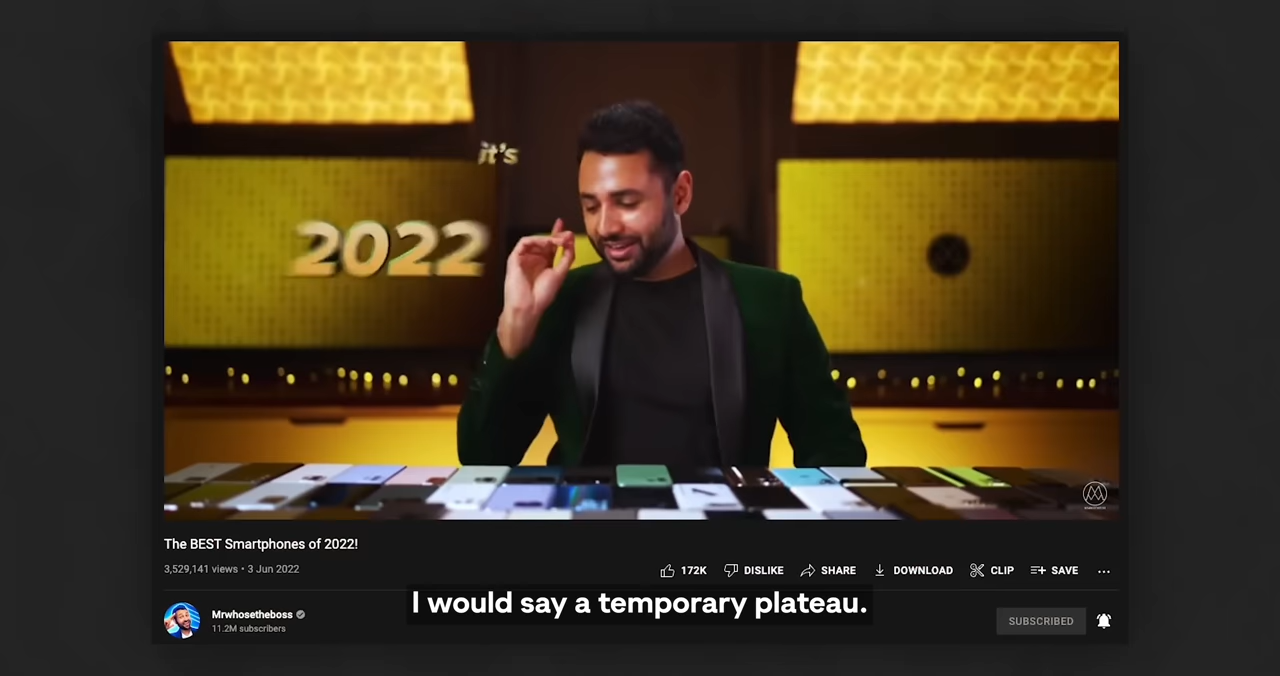 it's
2022
The BEST Smartphones of 2022!
3,529,141 views • 3 Jun 2022
172K DISLIKE SHARE DOWNLOAD CLIP SAVE ...
I would say a temporary plateau.
Mrwhosetheboss
11.2M subscribers
SUBSCRIBED